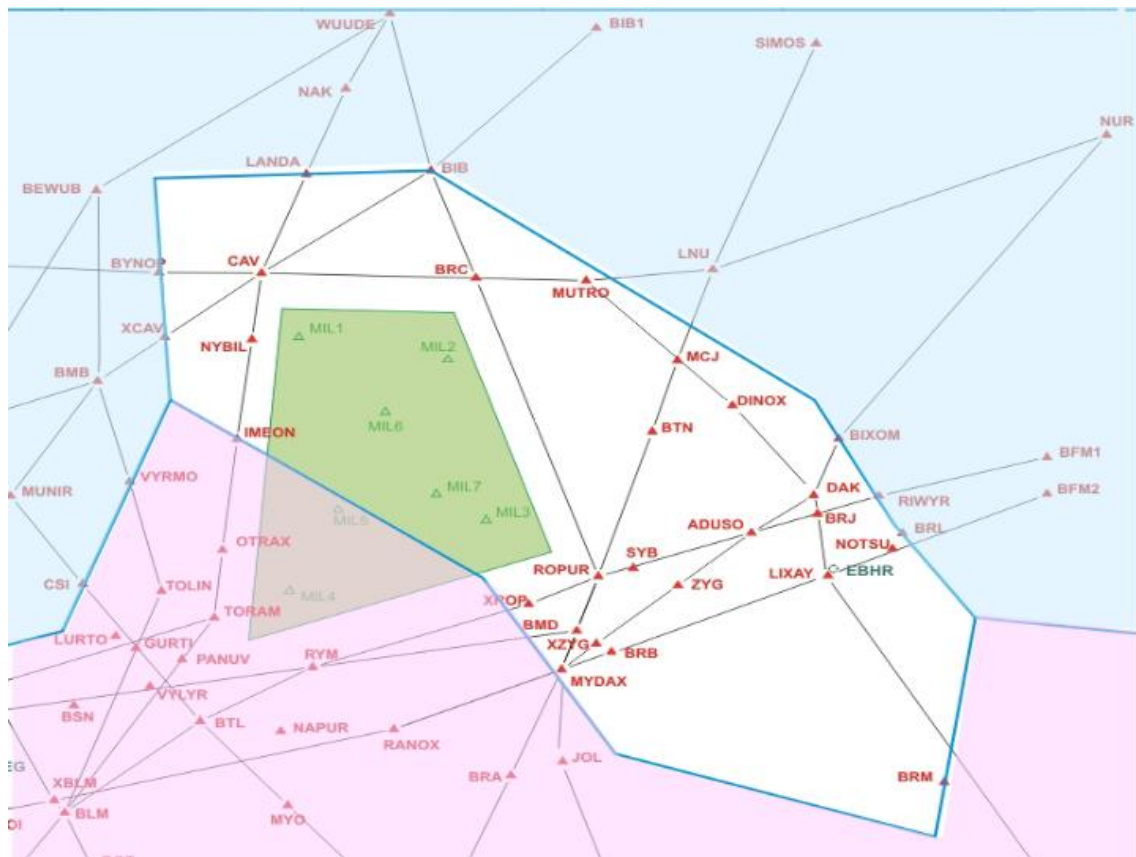 WUUDE
BIB1
SIMOS
NAK
NUR
LANDA
BIB
BEWUB
BYNOP
CAV
BRC
LNU
MUTRO
XCAV
NYBIL
MIL1
MIL2
MCJ
BMB
DINOX
MIL6
IMEON
BTN
BIXOM
BFM1
VYRMO
MUNIR
MIL7
DAK
RIWYR
BFM2
MIL3
BRJ
ADUSO
BRL
NOTSU
OTRAX
SYB
CSI
ROPUR
LIXAY
EBHR
TOLIN
MIL4
ZYG
XPOP
TORAM
LURTO
GURTI
BMD
XZYG
PANUV
RYM
BRB
MYDAX
VYLYR
BSN
BTL
NAPUR
RANOX
EG
JOL
BRA
BRM
XBLM
BLM
OI
MYO